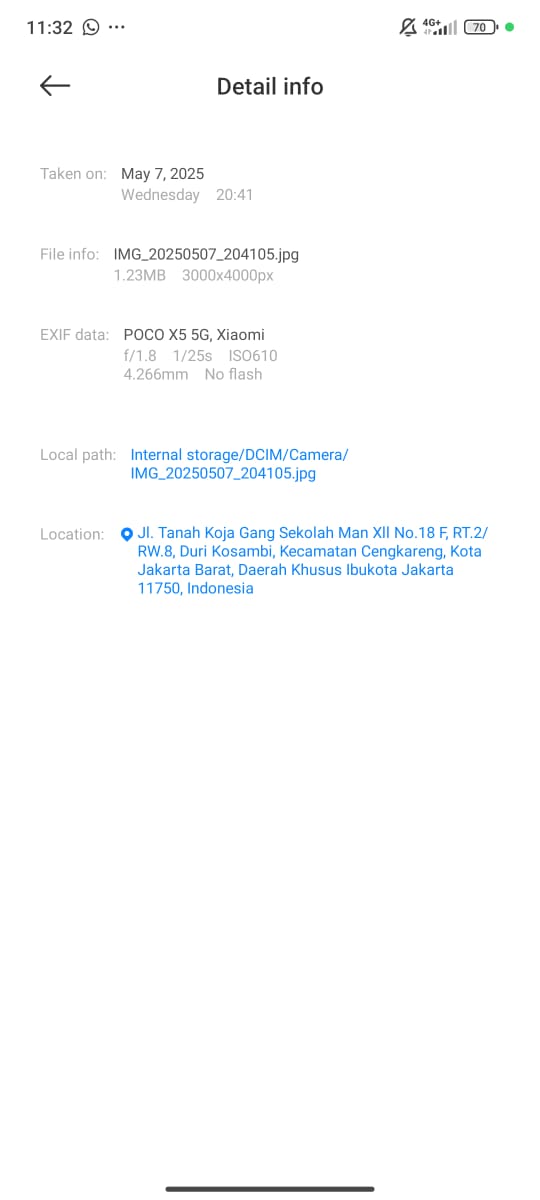 11:32 ...
4G+ 70
Detail info
Taken on: May 7, 2025
Wednesday 20:41
File info: IMG_20250507_204105.jpg
1.23MB 3000x4000px
EXIF data: POCO X5 5G, Xiaomi
f/1.8 1/25s ISO610
4.266mm No flash
Local path: Internal storage/DCIM/Camera/
IMG_20250507_204105.jpg
Location: Jl. Tanah Koja Gang Sekolah Man Xll No.18 F, RT.2/
RW.8, Duri Kosambi, Kecamatan Cengkareng, Kota
Jakarta Barat, Daerah Khusus Ibukota Jakarta
11750, Indonesia